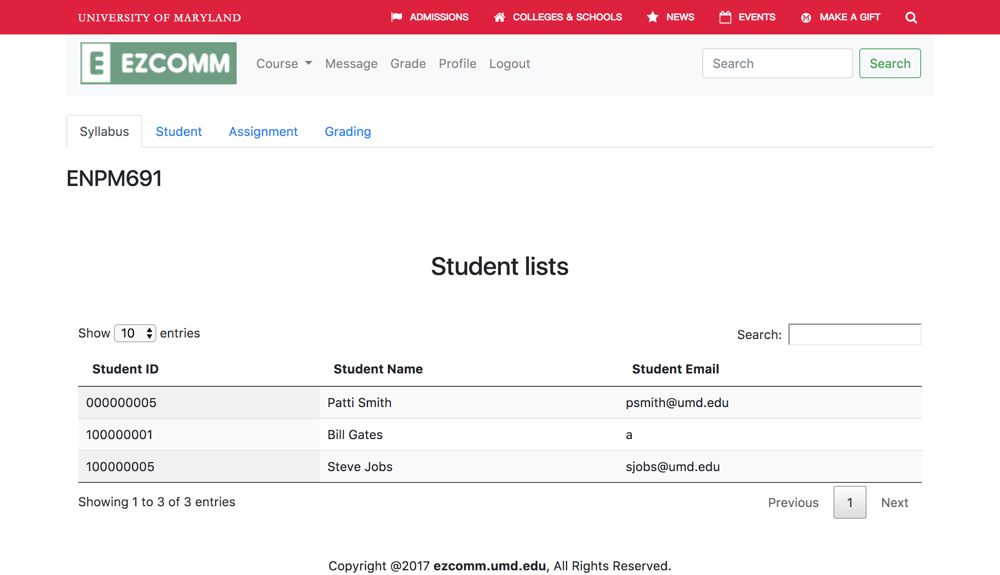 UNIVERSITY OF MARYLAND ADMISSIONS COLLEGES & SCHOOLS NEWS EVENTS M MAKE A GIFT
E EZCOMM Course Message Grade Profile Logout Search Search
Syllabus Student Assignment Grading
ENPM691
Student lists
Show 10 entries Search:
Student ID Student Name Student Email
000000005 Patti Smith psmith@umd.edu
100000001 Bill Gates a
100000005 Steve Jobs sjobs@umd.edu
Showing 1 to 3 of 3 entries Previous 1 Next
Copyright @2017 ezcomm.umd.edu, All Rights Reserved.